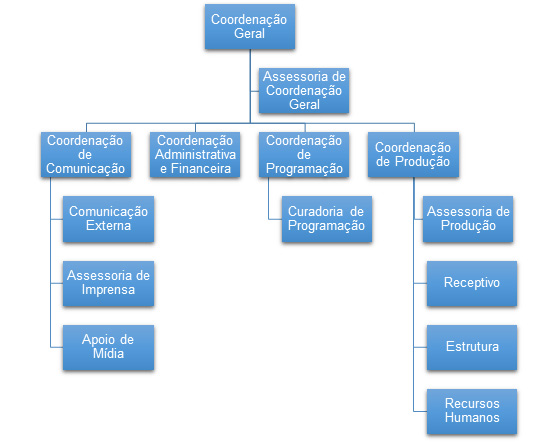 Coordenação
Geral
Assessoria de
Coordenação
Geral
Coordenação
de
Comunicação
Coordenação
Administrativa
e Financeira
Coordenação
de
Programação
Coordenação
de Produção
Comunicação
Externa
Curadoria de
Programação
Assessoria de
Produção
Assessoria de
Imprensa
Receptivo
Apoio de
Mídia
Estrutura
Recursos
Humanos